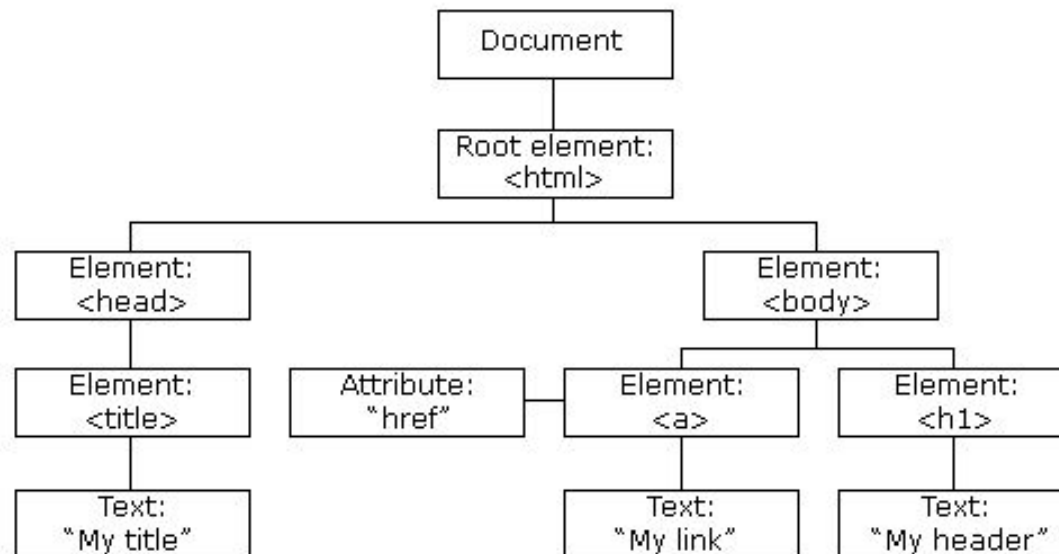 Document
Root element:
<html>
Element:
<head>
Element:
<body>
Element:
<title>
Attribute:
“href”
Element:
<a>
Element:
<h1>
Text:
“My title”
Text:
“My link”
Text:
“My header”